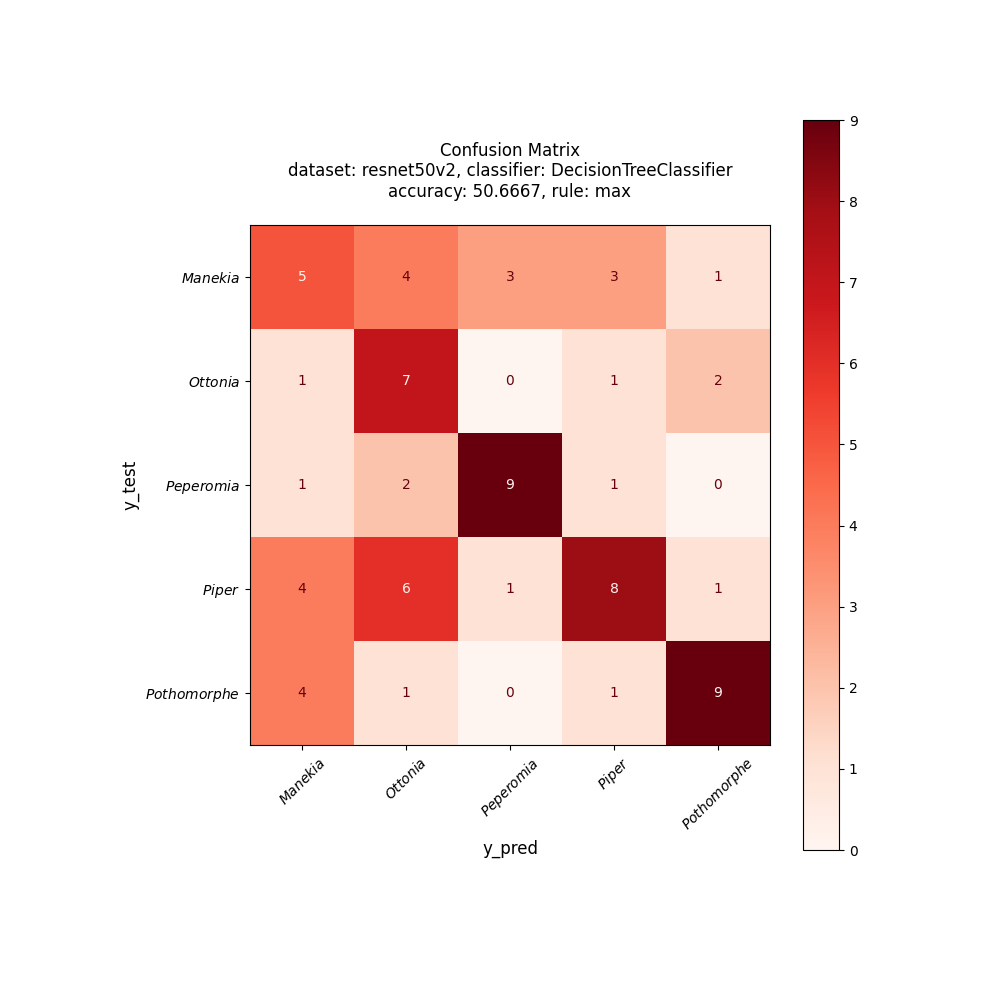 Confusion Matrix
dataset: resnet50v2, classifier: DecisionTreeClassifier
accuracy: 50.6667, rule: max
Manekia 5 4 3 3 1
Ottonia 1 7 0 1 2
Peperomia 1 2 9 1 0
Piper 4 6 1 8 1
Pothomorphe 4 1 0 1 9
y_test
Manekia Ottonia Peperomia Piper Pothomorphe
y_pred
9
8
7
6
5
4
3
2
1
0